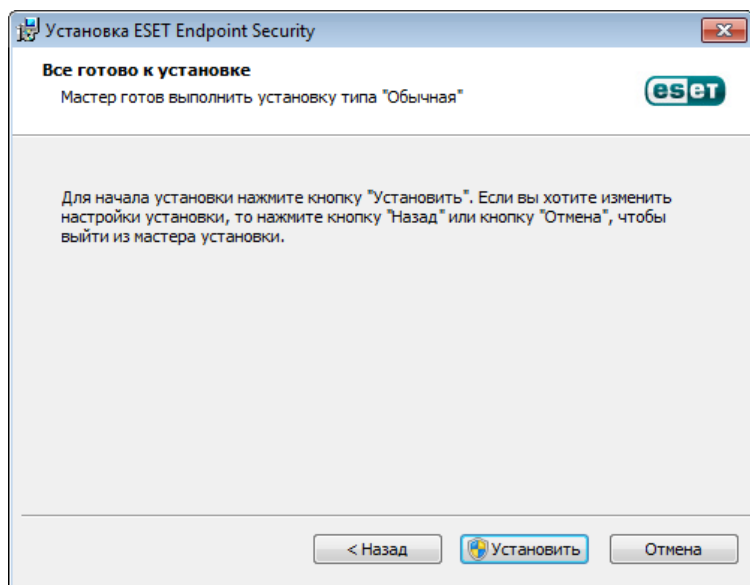 Установка ESET Endpoint Security
Все готово к установке
Мастер готов выполнить установку типа "Обычная"
eseT
Для начала установки нажмите кнопку "Установить". Если вы хотите изменить
настройки установки, то нажмите кнопку "Назад" или кнопку "Отмена", чтобы
выйти из мастера установки.
< Назад
Установить
Отмена